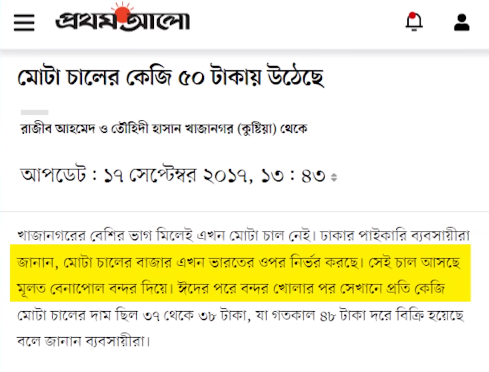 প্রথম আলো
মোটা চালের কেজি ৫০ টাকায় উঠেছে
রাজীব আহমেদ ও তৌহিদী হাসান খাজানগর (কুষ্টিয়া) থেকে
আপডেট : ১৭ সেপ্টেম্বর ২০১৭, ১৩ : ৪৩
খাজানগরের বেশির ভাগ মিলেই এখন মোটা চাল নেই। ঢাকার পাইকারি ব্যবসায়ীরা
জানান, মোটা চালের বাজার এখন ভারতের ওপর নির্ভর করছে। সেই চাল আসছে
মূলত বেনাপোল বন্দর দিয়ে। ঈদের পরে বন্দর খোলার পর সেখানে প্রতি কেজি
মোটা চালের দাম ছিল ৩৭ থেকে ৩৮ টাকা, যা গতকাল ৪৮ টাকা দরে বিক্রি হয়েছে
বলে জানান ব্যবসায়ীরা।